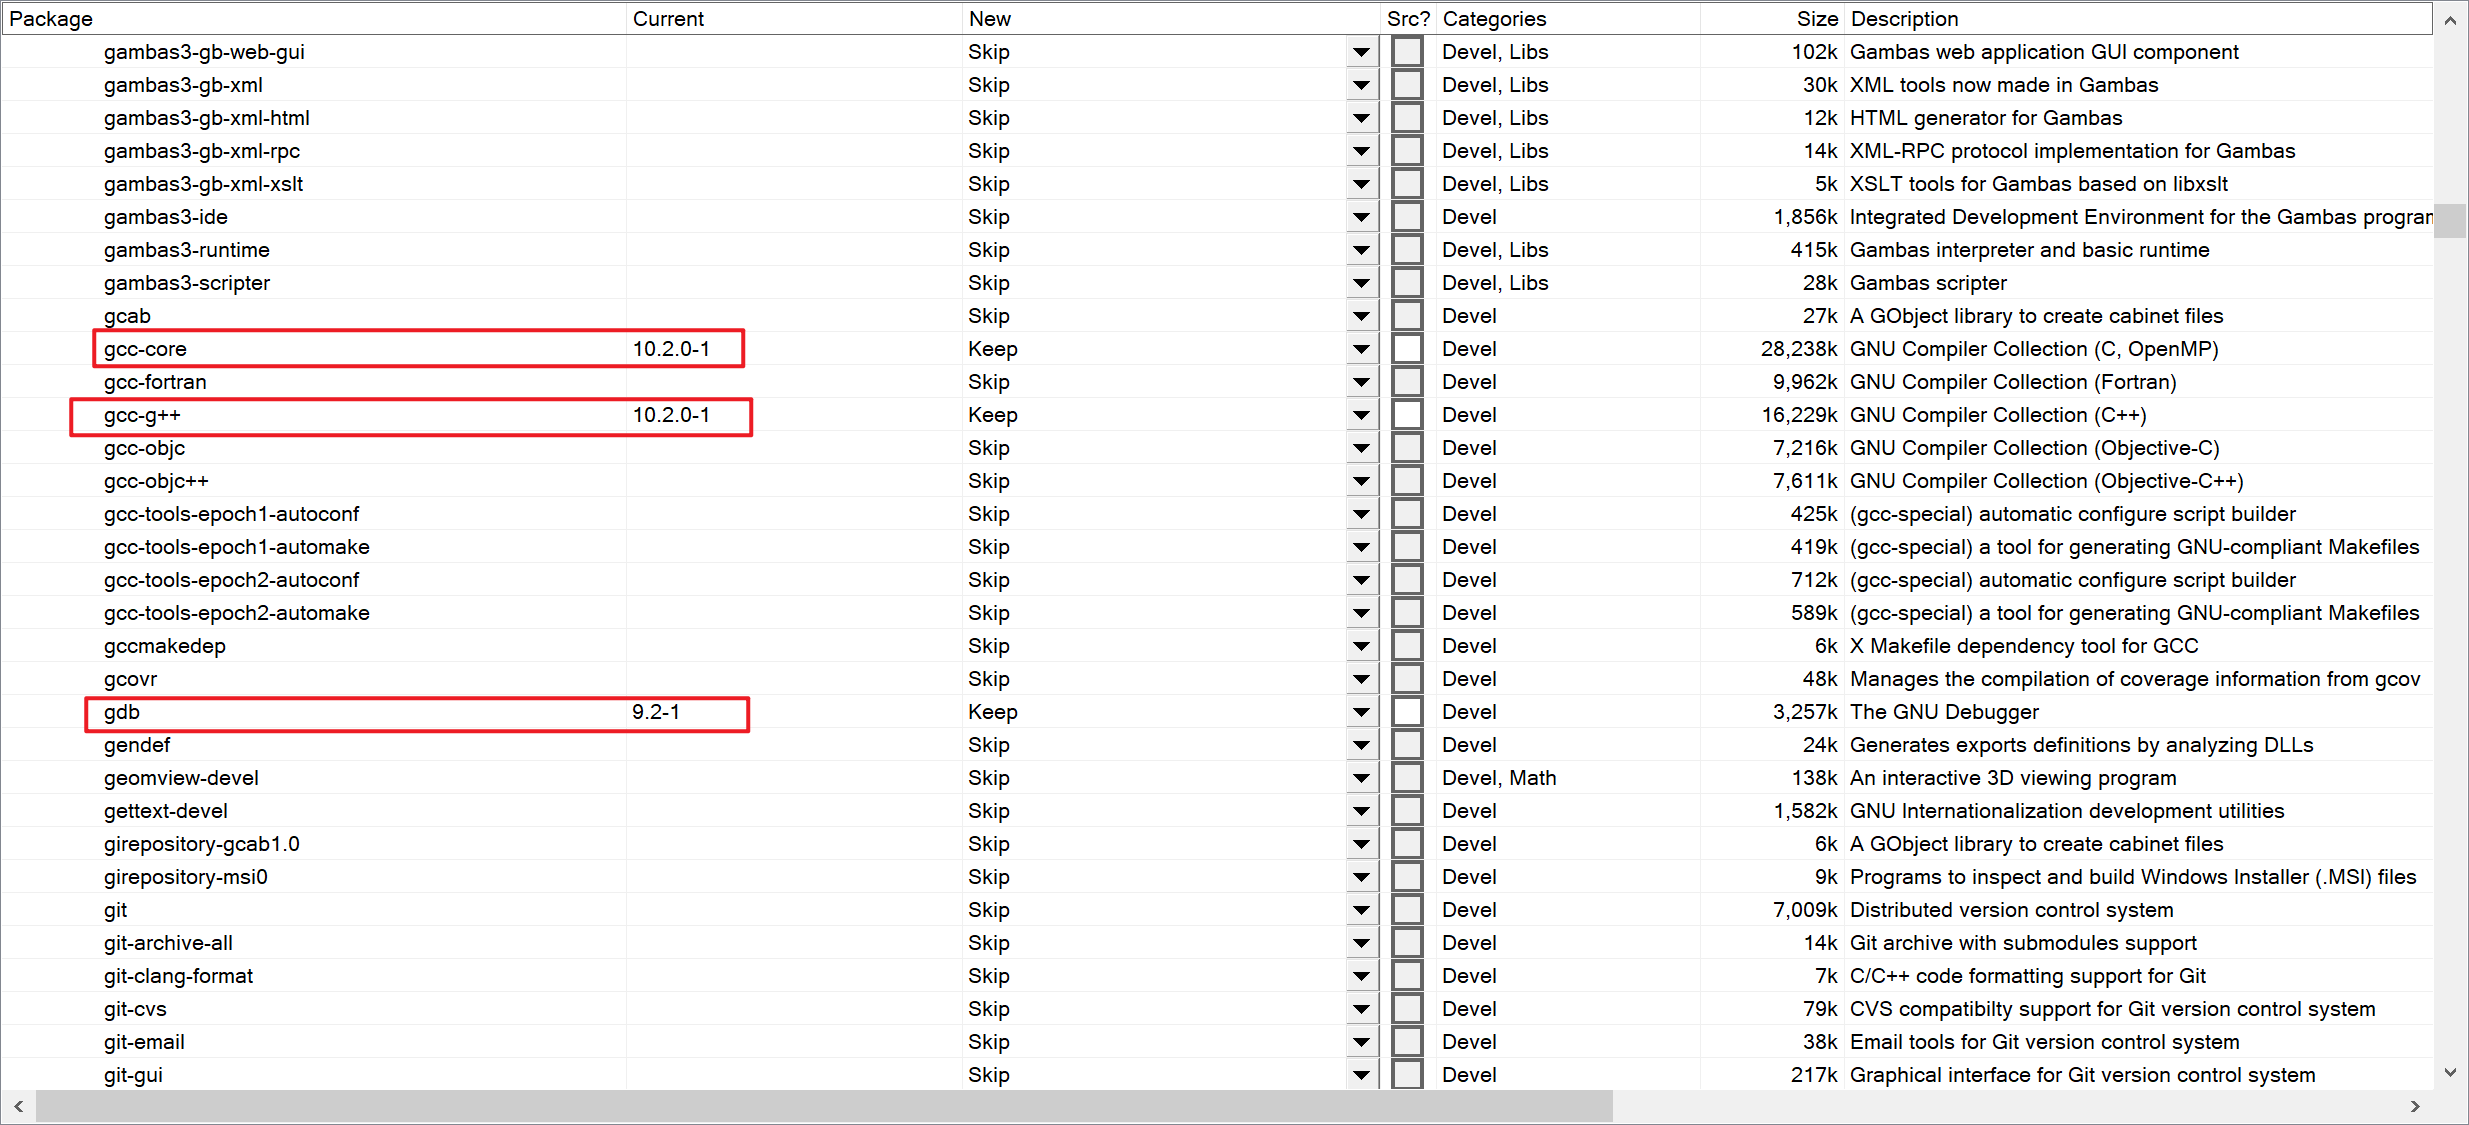 Package Current New Src? Categories Size Description
gambas3-gb-web-gui Skip Devel, Libs 102k Gambas web application GUI component
gambas3-gb-xml Skip Devel, Libs 30k XML tools now made in Gambas
gambas3-gb-xml-html Skip Devel, Libs 12k HTML generator for Gambas
gambas3-gb-xml-rpc Skip Devel, Libs 14k XML-RPC protocol implementation for Gambas
gambas3-gb-xml-xslt Skip Devel, Libs 5k XSLT tools for Gambas based on libxslt
gambas3-ide Skip Devel 1,856k Integrated Development Environment for the Gambas program
gambas3-runtime Skip Devel, Libs 415k Gambas interpreter and basic runtime
gambas3-scripter Skip Devel, Libs 28k Gambas scripter
gcab Skip Devel 27k A GObject library to create cabinet files
gcc-core 10.2.0-1 Keep Devel 28,238k GNU Compiler Collection (C, OpenMP)
gcc-fortran Skip Devel 9,962k GNU Compiler Collection (Fortran)
gcc-g++ 10.2.0-1 Keep Devel 16,229k GNU Compiler Collection (C++)
gcc-objc Skip Devel 7,216k GNU Compiler Collection (Objective-C)
gcc-objc++ Skip Devel 7,611k GNU Compiler Collection (Objective-C++)
gcc-tools-epoch1-autoconf Skip Devel 425k (gcc-special) automatic configure script builder
gcc-tools-epoch1-automake Skip Devel 419k (gcc-special) a tool for generating GNU-compliant Makefiles
gcc-tools-epoch2-autoconf Skip Devel 712k (gcc-special) automatic configure script builder
gcc-tools-epoch2-automake Skip Devel 589k (gcc-special) a tool for generating GNU-compliant Makefiles
gccmakedep Skip Devel 6k X Makefile dependency tool for GCC
gcovr Skip Devel 48k Manages the compilation of coverage information from gcov
gdb 9.2-1 Keep Devel 3,257k The GNU Debugger
gendef Skip Devel 24k Generates exports definitions by analyzing DLLs
geomview-devel Skip Devel, Math 138k An interactive 3D viewing program
gettext-devel Skip Devel 1,582k GNU Internationalization development utilities
girepository-gcab1.0 Skip Devel 6k A GObject library to create cabinet files
girepository-msi0 Skip Devel 9k Programs to inspect and build Windows Installer (.MSI) files
git Skip Devel 7,009k Distributed version control system
git-archive-all Skip Devel 14k Git archive with submodules support
git-clang-format Skip Devel 7k C/C++ code formatting support for Git
git-cvs Skip Devel 79k CVS compatibilty support for Git version control system
git-email Skip Devel 38k Email tools for Git version control system
git-gui Skip Devel 217k Graphical interface for Git version control system